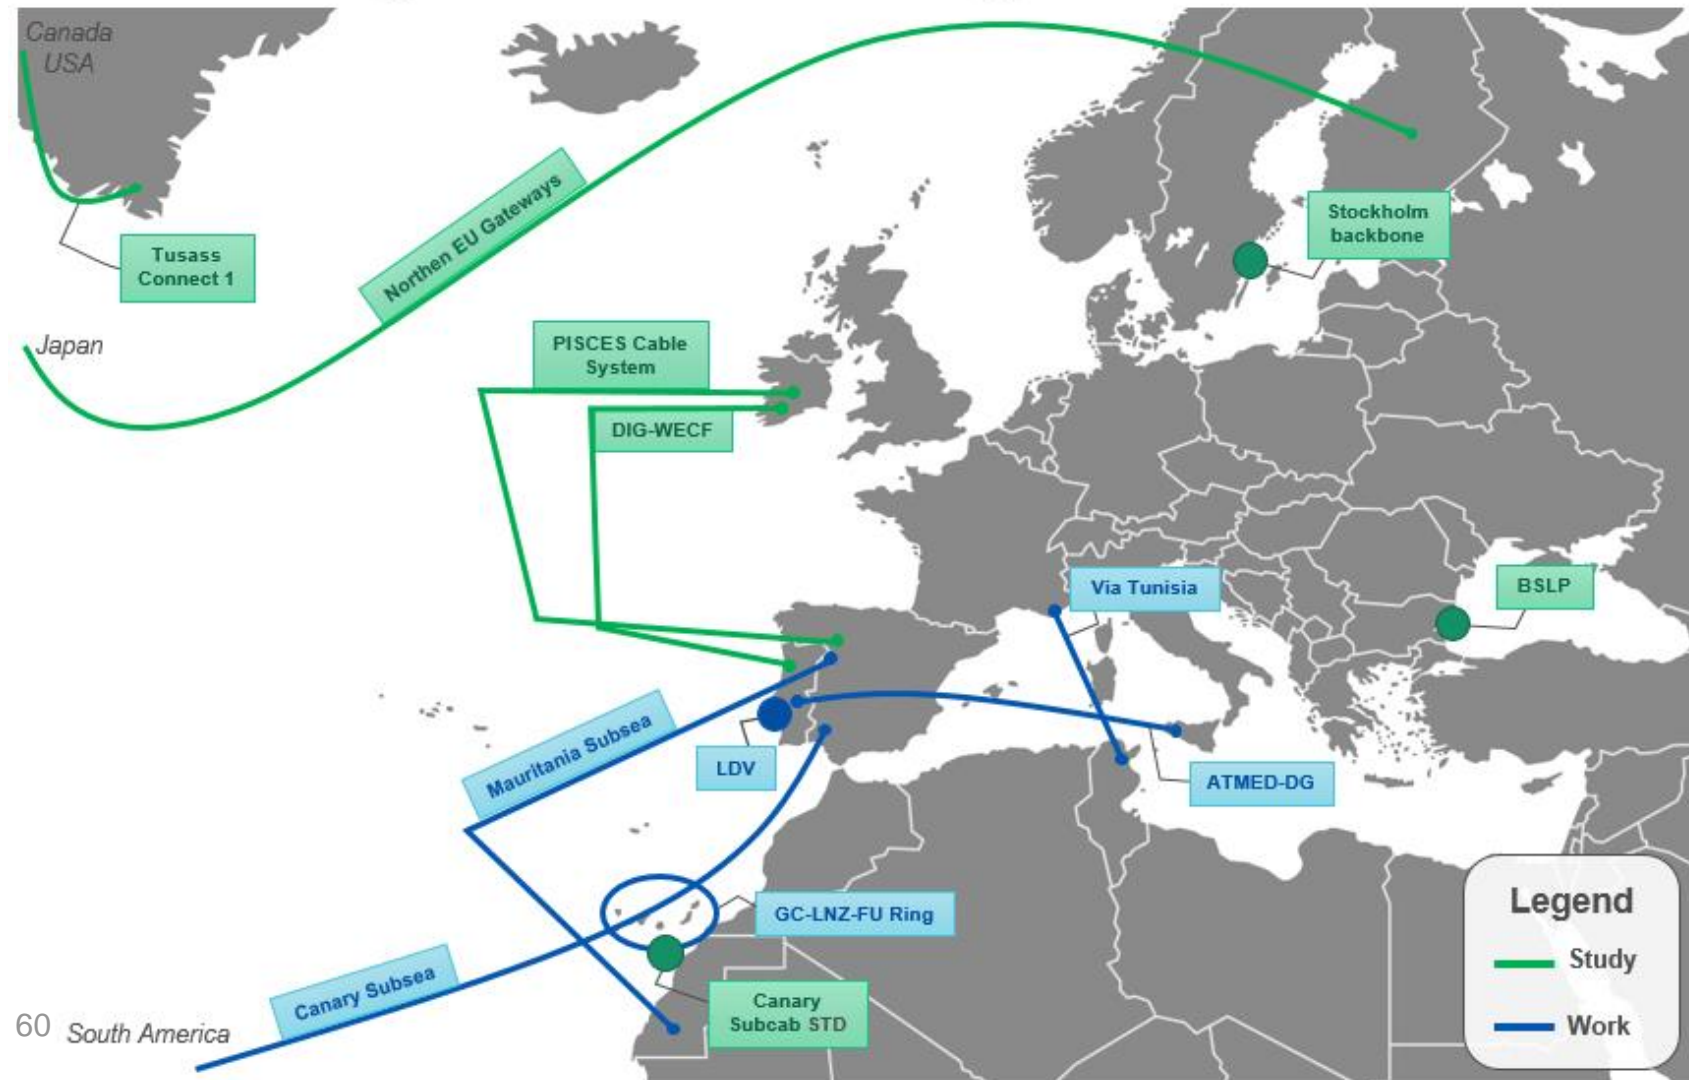 Canada
USA
Tusass
Connect 1
Northen EU Gateways
Japan
Stockholm
backbone
PISCES Cable
System
DIG-WECF
Via Tunisia
BSLP
Mauritania Subsea
LDV
ATMED-DG
GC-LNZ-FU Ring
Canary Subsea
Canary
Subcab STD
60
South America
Legend
Study
Work